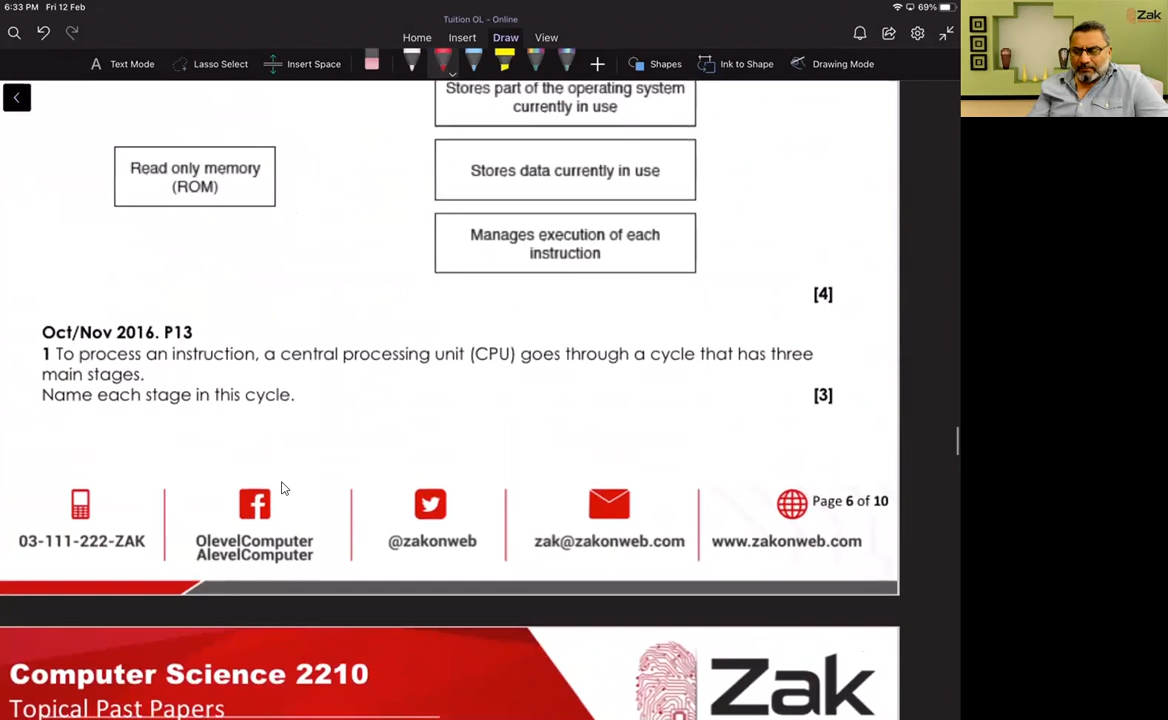 6:33 PM Fri 12 Feb
Tuition OL - Online
69%
Home Insert Draw View
Text Mode Lasso Select Insert Space Shapes Ink to Shape Drawing Mode
Zak
Stores part of the operating system
currently in use
Read only memory
(ROM)
Stores data currently in use
Manages execution of each
instruction
[4]
Oct/Nov 2016. P13
1 To process an instruction, a central processing unit (CPU) goes through a cycle that has three
main stages.
Name each stage in this cycle. [3]
Page 6 of 10
03-111-222-ZAK
OlevelComputer
AlevelComputer
@zakonweb
zak@zakonweb.com
www.zakonweb.com
Computer Science 2210
Topical Past Papers
Zak